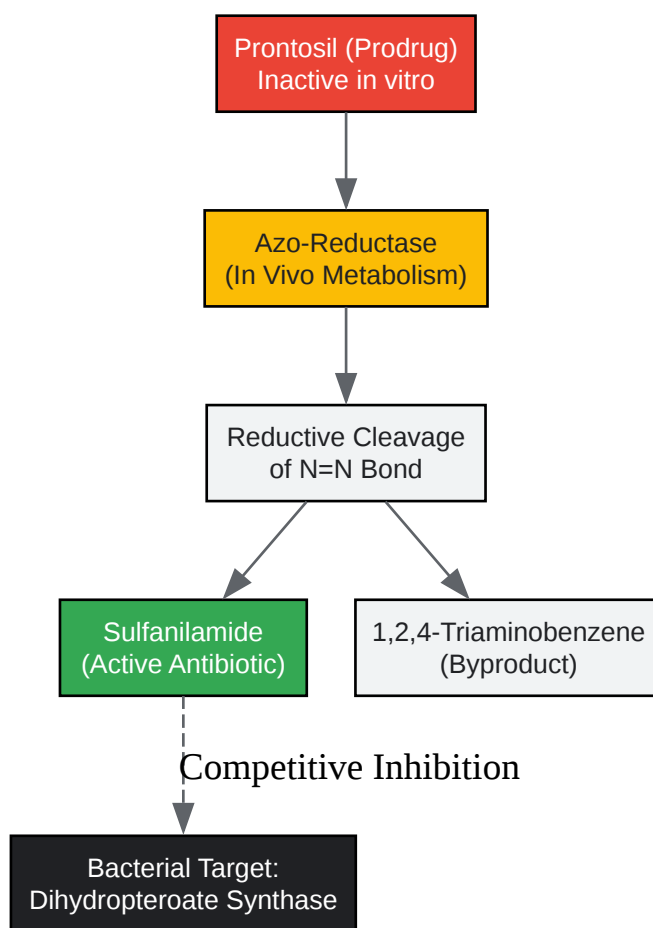 Prontosil (Prodrug)
Inactive in vitro
Azo-Reductase
(In Vivo Metabolism)
Reductive Cleavage
of N=N Bond
Sulfanilamide
(Active Antibiotic)
1,2,4-Triaminobenzene
(Byproduct)
Competitive Inhibition
Bacterial Target:
Dihydropteroate Synthase